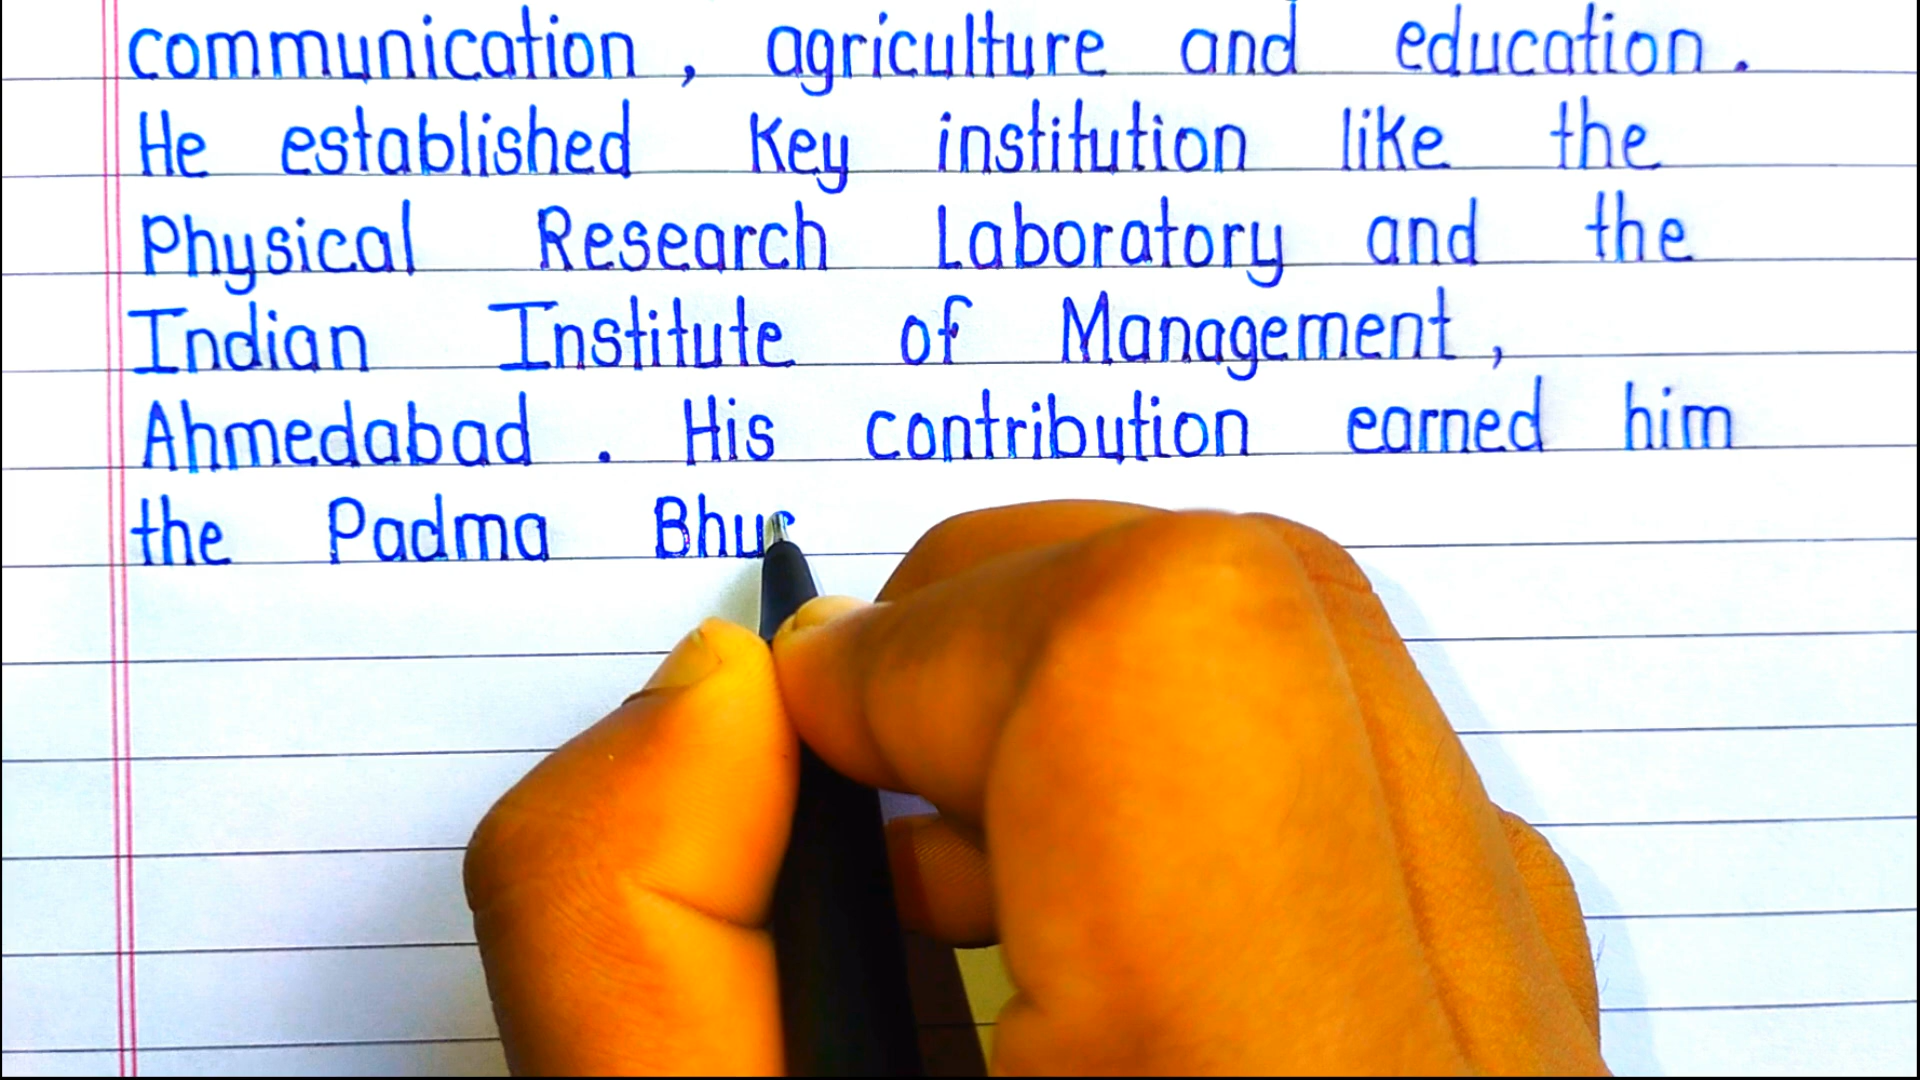 communication, agriculture and education.
He established key institution like the
Physical Research Laboratory and the
Indian Institute of Management,
Ahmedabad. His contribution earned him
the Padma